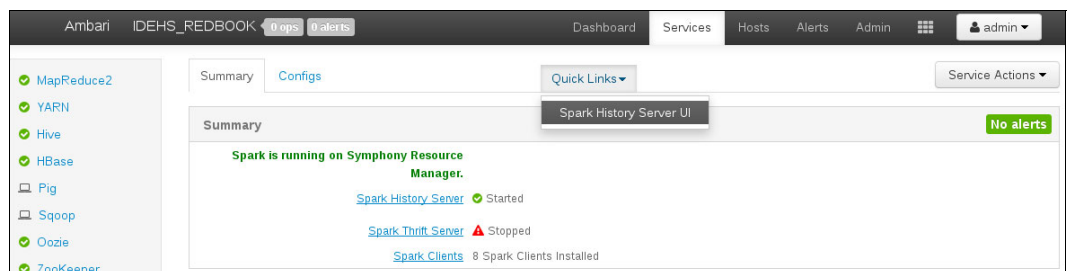 Ambari IDEHS_REDBOOK 0 ops 0 alerts Dashboard Services Hosts Alerts Admin admin
MapReduce2
YARN
Hive
HBase
Pig
Sqoop
Oozie
ZooKeeper
Summary Configs Quick Links Service Actions
Spark History Server UI
Summary No alerts
Spark is running on Symphony Resource
Manager.
Spark History Server Started
Spark Thrift Server Stopped
Spark Clients 8 Spark Clients Installed